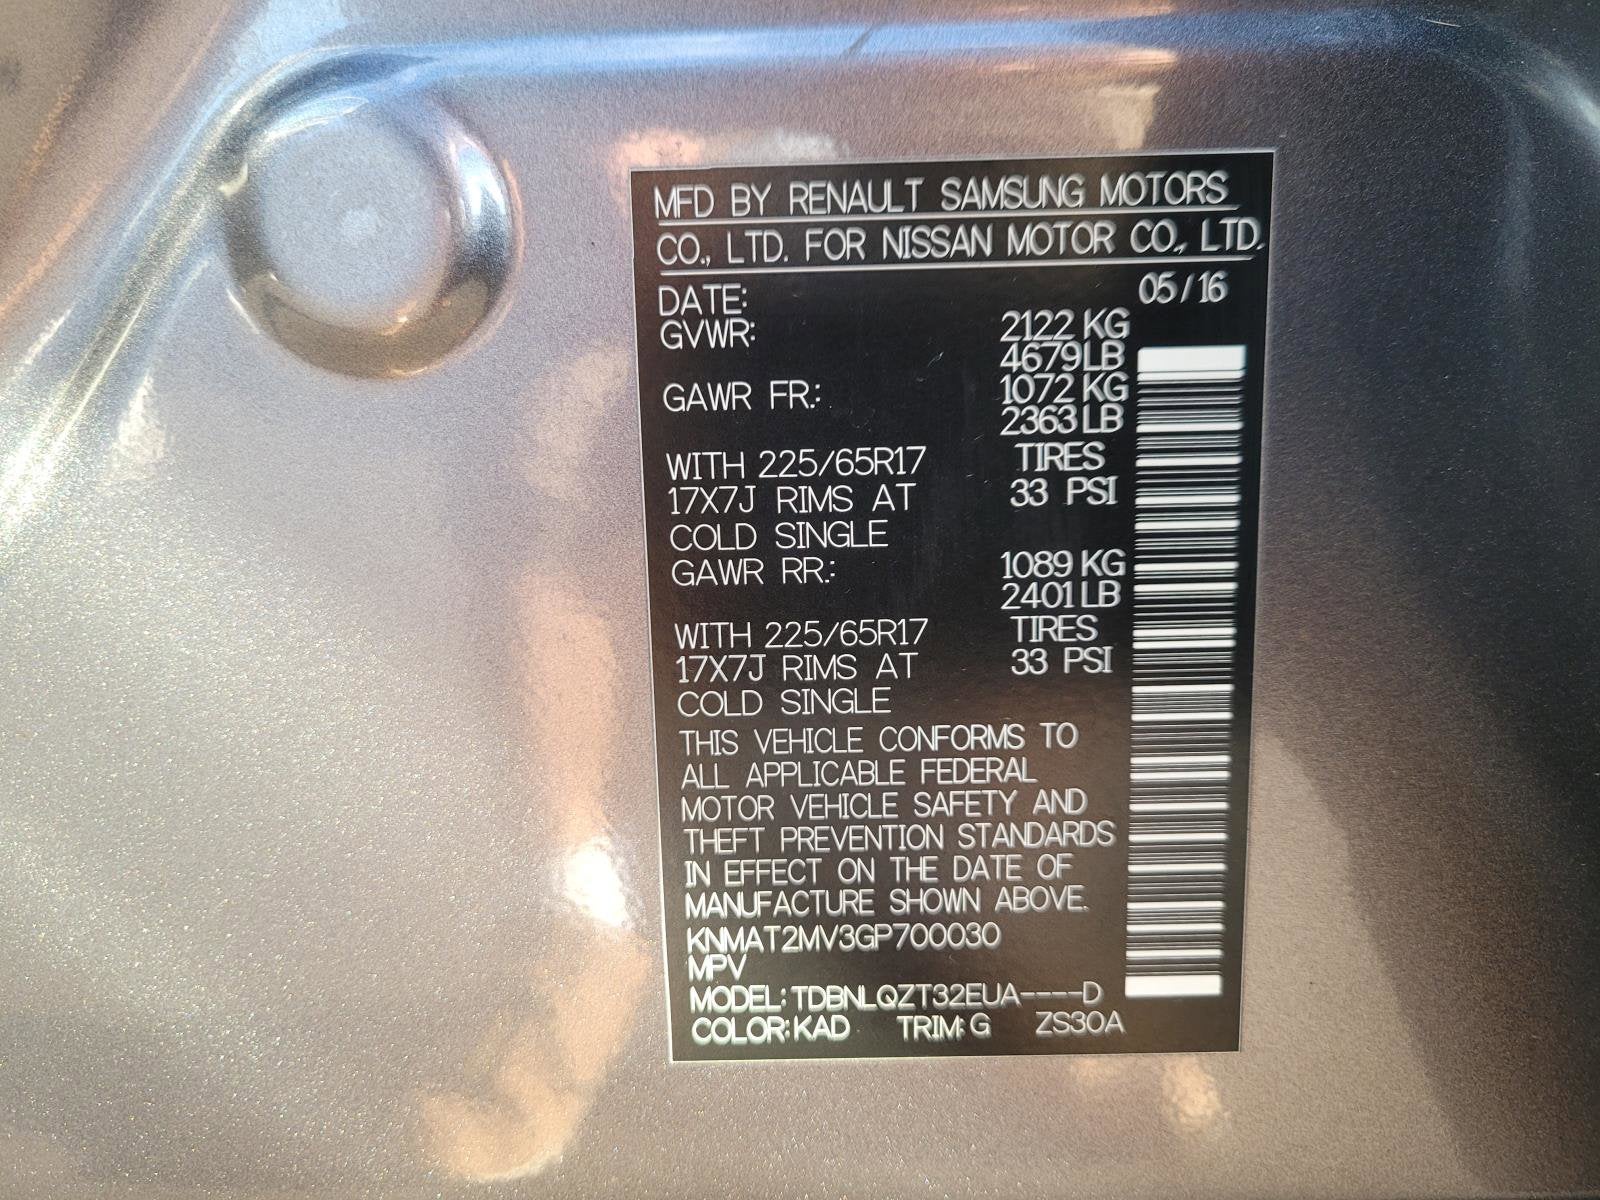 MFD BY RENAULT SAMSUNG MOTORS
CO., LTD. FOR NISSAN MOTOR CO., LTD.
DATE: 05/16
GVWR: 2122 KG
4679LB
GAWR FR.: 1072 KG
2363LB
WITH 225/65R17 TIRES
17X7J RIMS AT 33 PSI
COLD SINGLE
GAWR RR.: 1089 KG
2401LB
WITH 225/65R17 TIRES
17X7J RIMS AT 33 PSI
COLD SINGLE
THIS VEHICLE CONFORMS TO
ALL APPLICABLE FEDERAL
MOTOR VEHICLE SAFETY AND
THEFT PREVENTION STANDARDS
IN EFFECT ON THE DATE OF
MANUFACTURE SHOWN ABOVE.
KNMAT2MV3GP700030
MPV
MODEL: TDBNLQZT32EUA----D
COLOR: KAD TRIM: G ZS30A